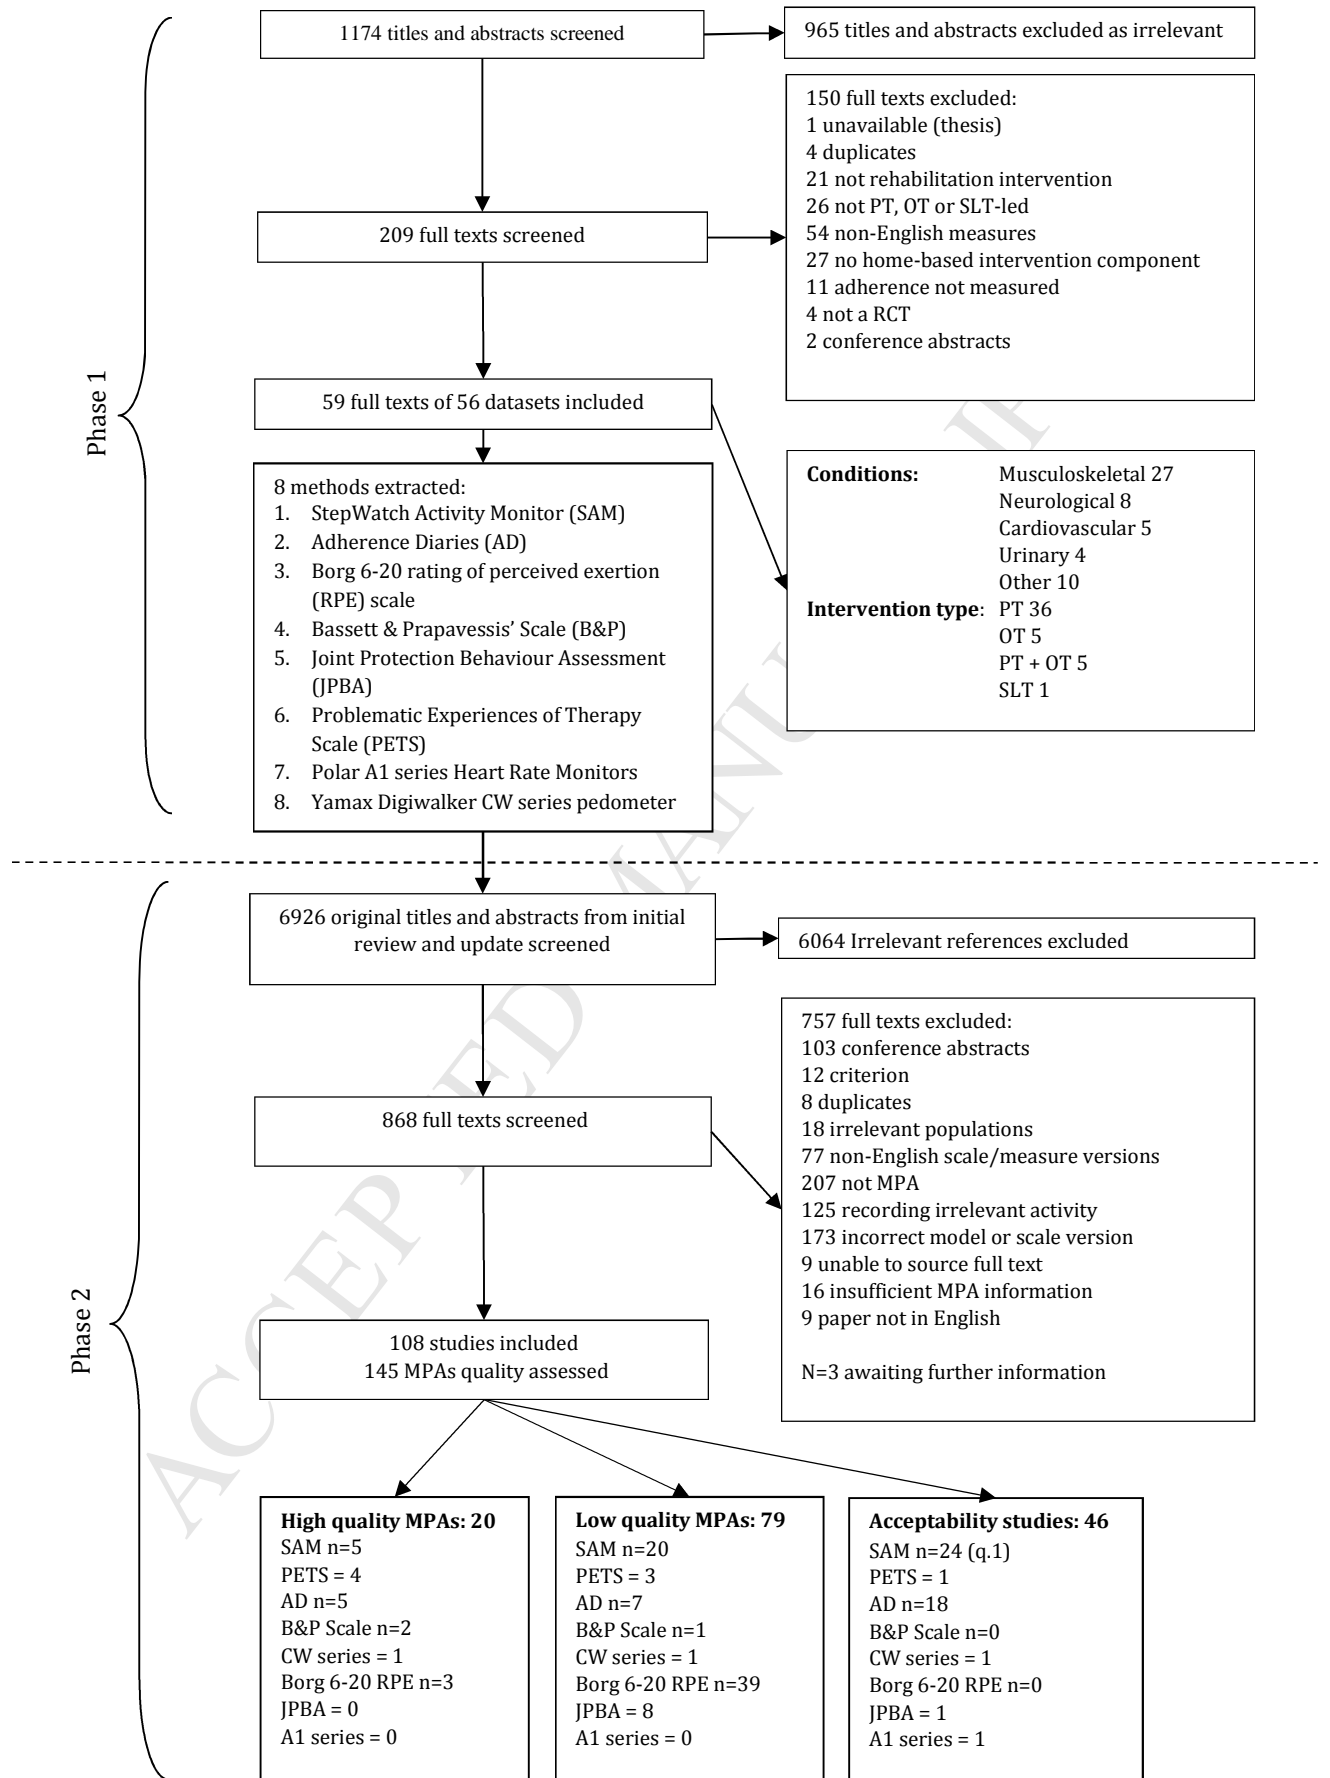 1174 titles and abstracts screened
965 titles and abstracts excluded as irrelevant
150 full texts excluded:
1 unavailable (thesis)
4 duplicates
21 not rehabilitation intervention
26 not PT, OT or SLT-led
54 non-English measures
27 no home-based intervention component
11 adherence not measured
4 not a RCT
2 conference abstracts
209 full texts screened
Phase 1
59 full texts of 56 datasets included
8 methods extracted:
1. StepWatch Activity Monitor (SAM)
2. Adherence Diaries (AD)
3. Borg 6-20 rating of perceived exertion
(RPE) scale
4. Bassett & Prapavessis’ Scale (B&P)
5. Joint Protection Behaviour Assessment
(JPBA)
6. Problematic Experiences of Therapy
Scale (PETS)
7. Polar A1 series Heart Rate Monitors
8. Yamax Digiwalker CW series pedometer
Conditions: Musculoskeletal 27
Neurological 8
Cardiovascular 5
Urinary 4
Other 10
Intervention type: PT 36
OT 5
PT + OT 5
SLT 1
6926 original titles and abstracts from initial
review and update screened
6064 Irrelevant references excluded
757 full texts excluded:
103 conference abstracts
12 criterion
8 duplicates
18 irrelevant populations
77 non-English scale/measure versions
207 not MPA
125 recording irrelevant activity
173 incorrect model or scale version
9 unable to source full text
16 insufficient MPA information
9 paper not in English
N=3 awaiting further information
868 full texts screened
Phase 2
108 studies included
145 MPAs quality assessed
High quality MPAs: 20
SAM n=5
PETS = 4
AD n=5
B&P Scale n=2
CW series = 1
Borg 6-20 RPE n=3
JPBA = 0
A1 series = 0
Low quality MPAs: 79
SAM n=20
PETS = 3
AD n=7
B&P Scale n=1
CW series = 1
Borg 6-20 RPE n=39
JPBA = 8
A1 series = 0
Acceptability studies: 46
SAM n=24 (q.1)
PETS = 1
AD n=18
B&P Scale n=0
CW series = 1
Borg 6-20 RPE n=0
JPBA = 1
A1 series = 1